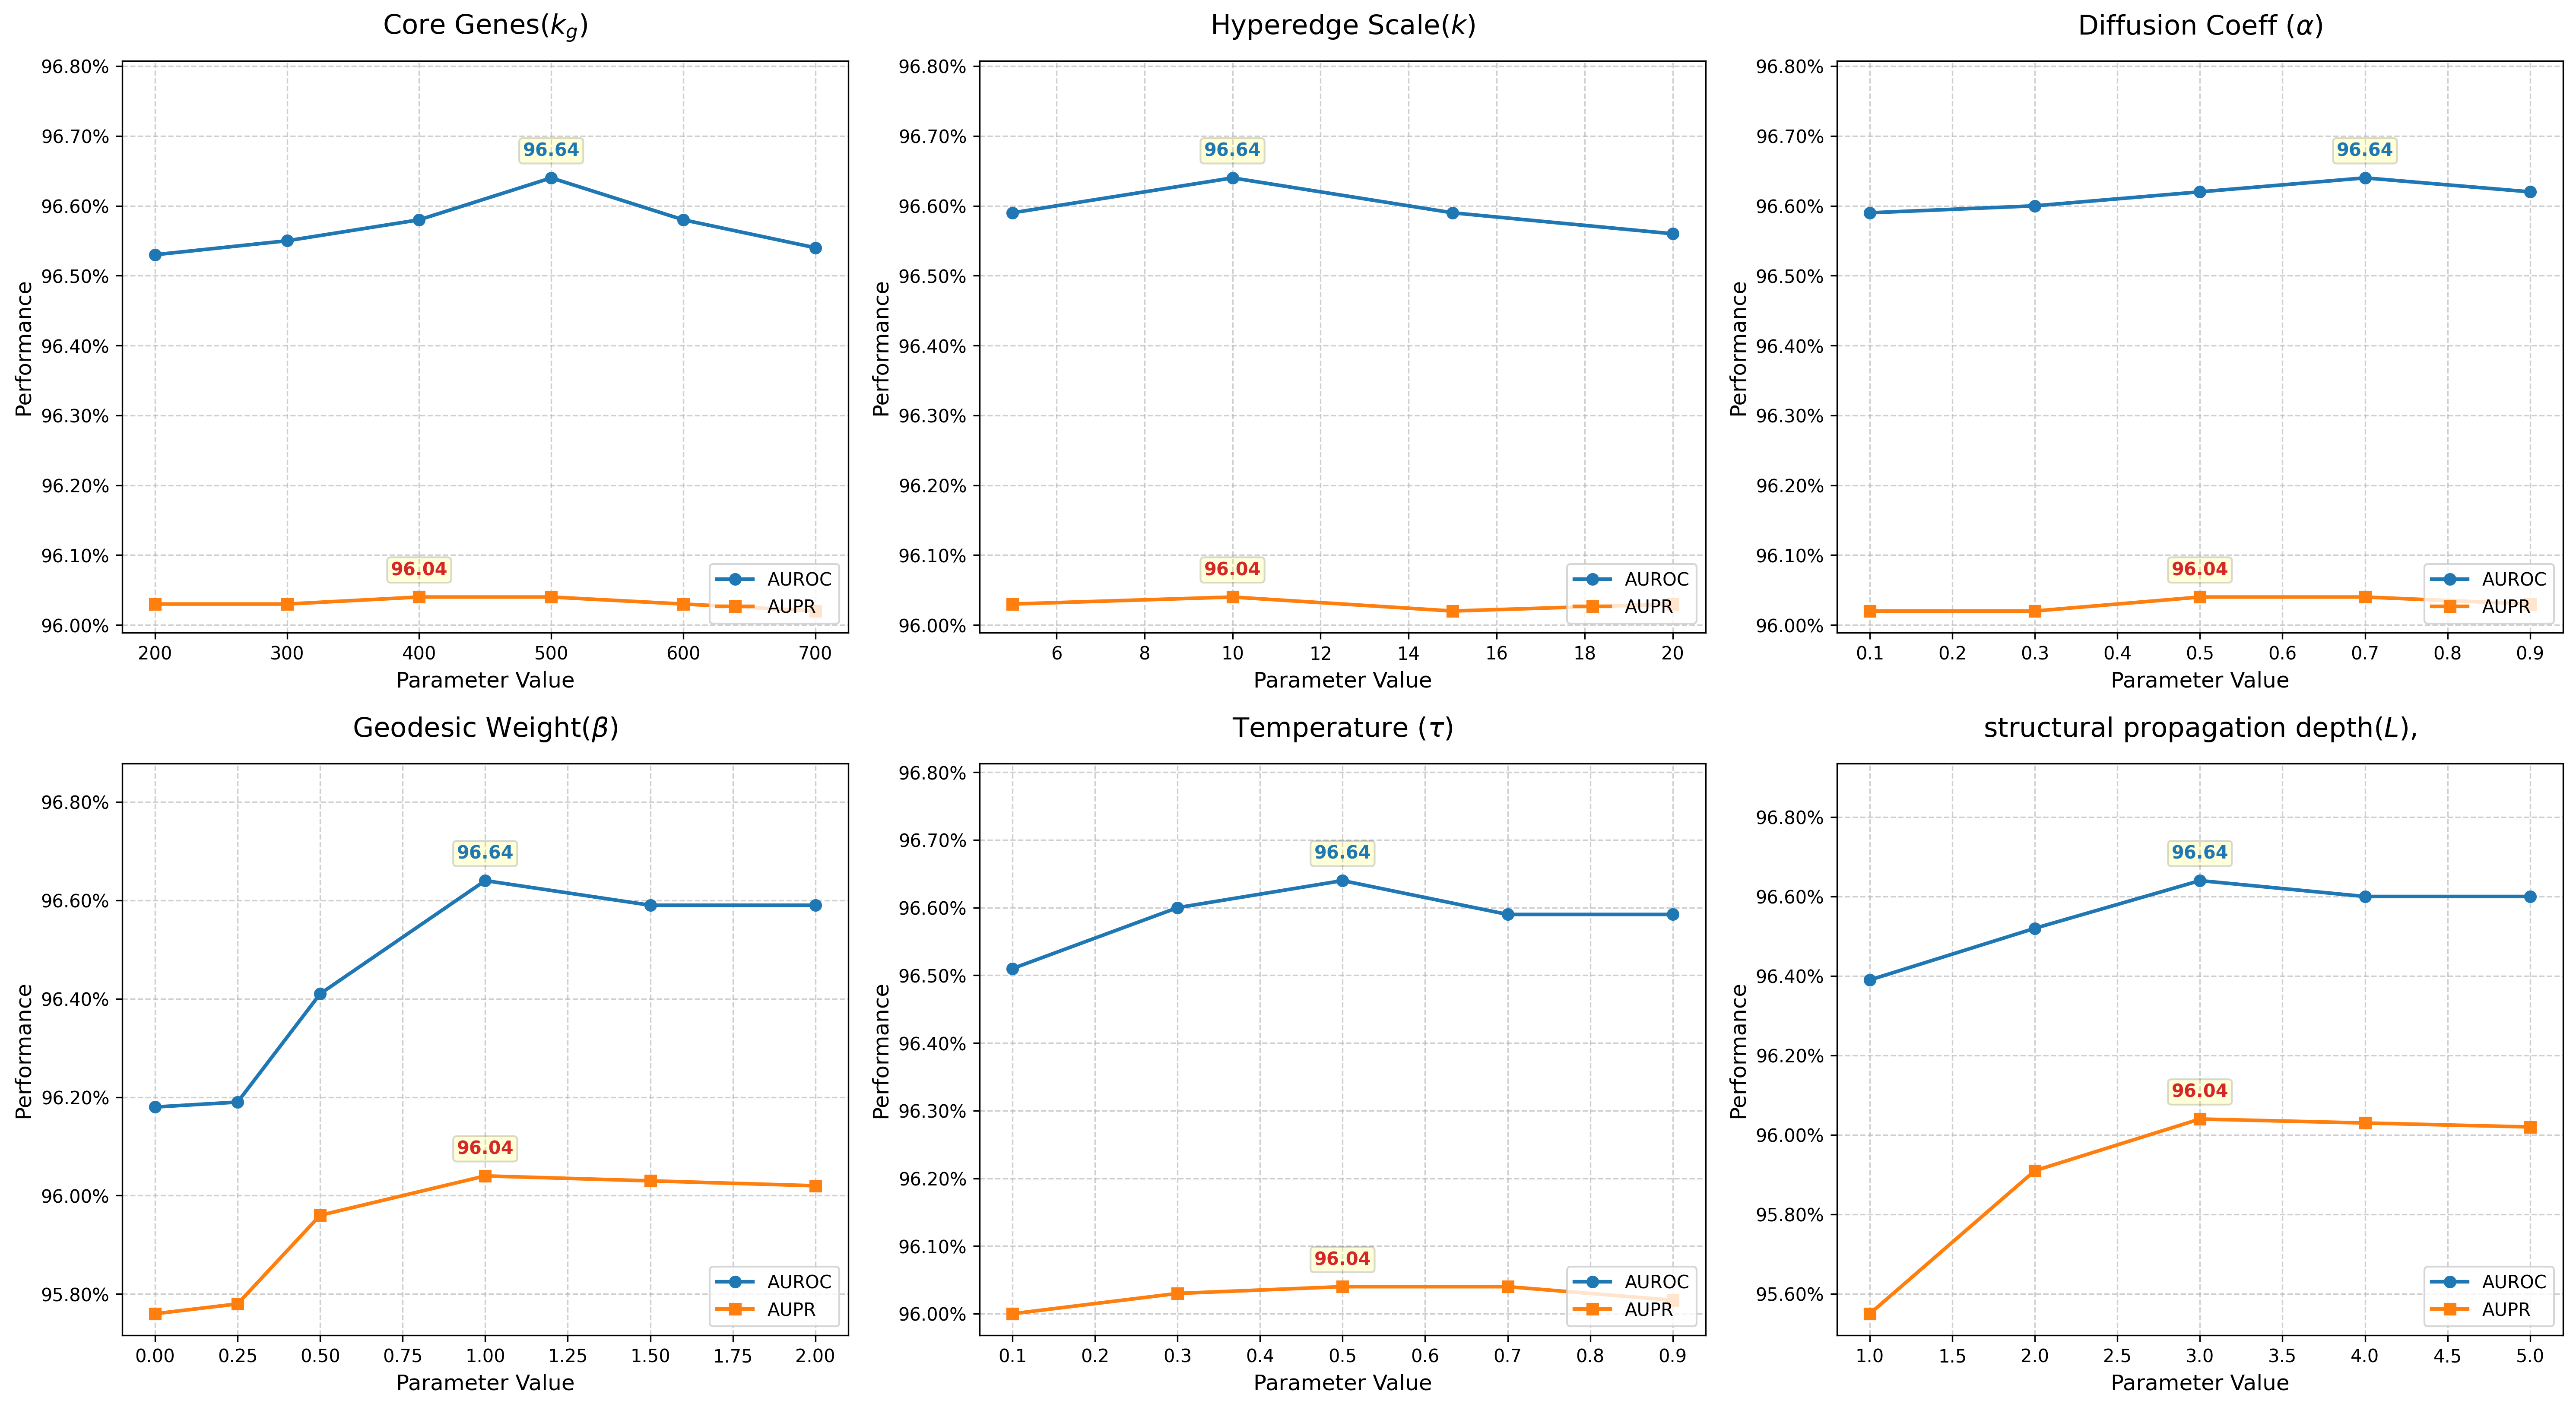 Core Genes(k_g)
96.80%
96.70%
96.60%
96.50%
96.40%
96.30%
96.20%
96.10%
96.00%
Performance
96.64
96.04
AUROC
AUPR
200 300 400 500 600 700
Parameter Value
Hyperedge Scale(k)
96.80%
96.70%
96.60%
96.50%
96.40%
96.30%
96.20%
96.10%
96.00%
Performance
96.64
96.04
AUROC
AUPR
6 8 10 12 14 16 18 20
Parameter Value
Diffusion Coeff (α)
96.80%
96.70%
96.60%
96.50%
96.40%
96.30%
96.20%
96.10%
96.00%
Performance
96.64
96.04
AUROC
AUPR
0.1 0.2 0.3 0.4 0.5 0.6 0.7 0.8 0.9
Parameter Value
Geodesic Weight(β)
96.80%
96.60%
96.40%
96.20%
96.00%
95.80%
Performance
96.64
96.04
AUROC
AUPR
0.00 0.25 0.50 0.75 1.00 1.25 1.50 1.75 2.00
Parameter Value
Temperature (τ)
96.80%
96.70%
96.60%
96.50%
96.40%
96.30%
96.20%
96.10%
96.00%
Performance
96.64
96.04
AUROC
AUPR
0.1 0.2 0.3 0.4 0.5 0.6 0.7 0.8 0.9
Parameter Value
structural propagation depth(L),
96.80%
96.60%
96.40%
96.20%
96.00%
95.80%
95.60%
Performance
96.64
96.04
AUROC
AUPR
1.0 1.5 2.0 2.5 3.0 3.5 4.0 4.5 5.0
Parameter Value